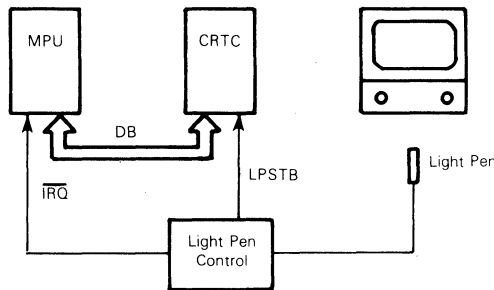 MPU
CRTC
DB
IRQ
LPSTB
Light Pen
Light Pen
Control